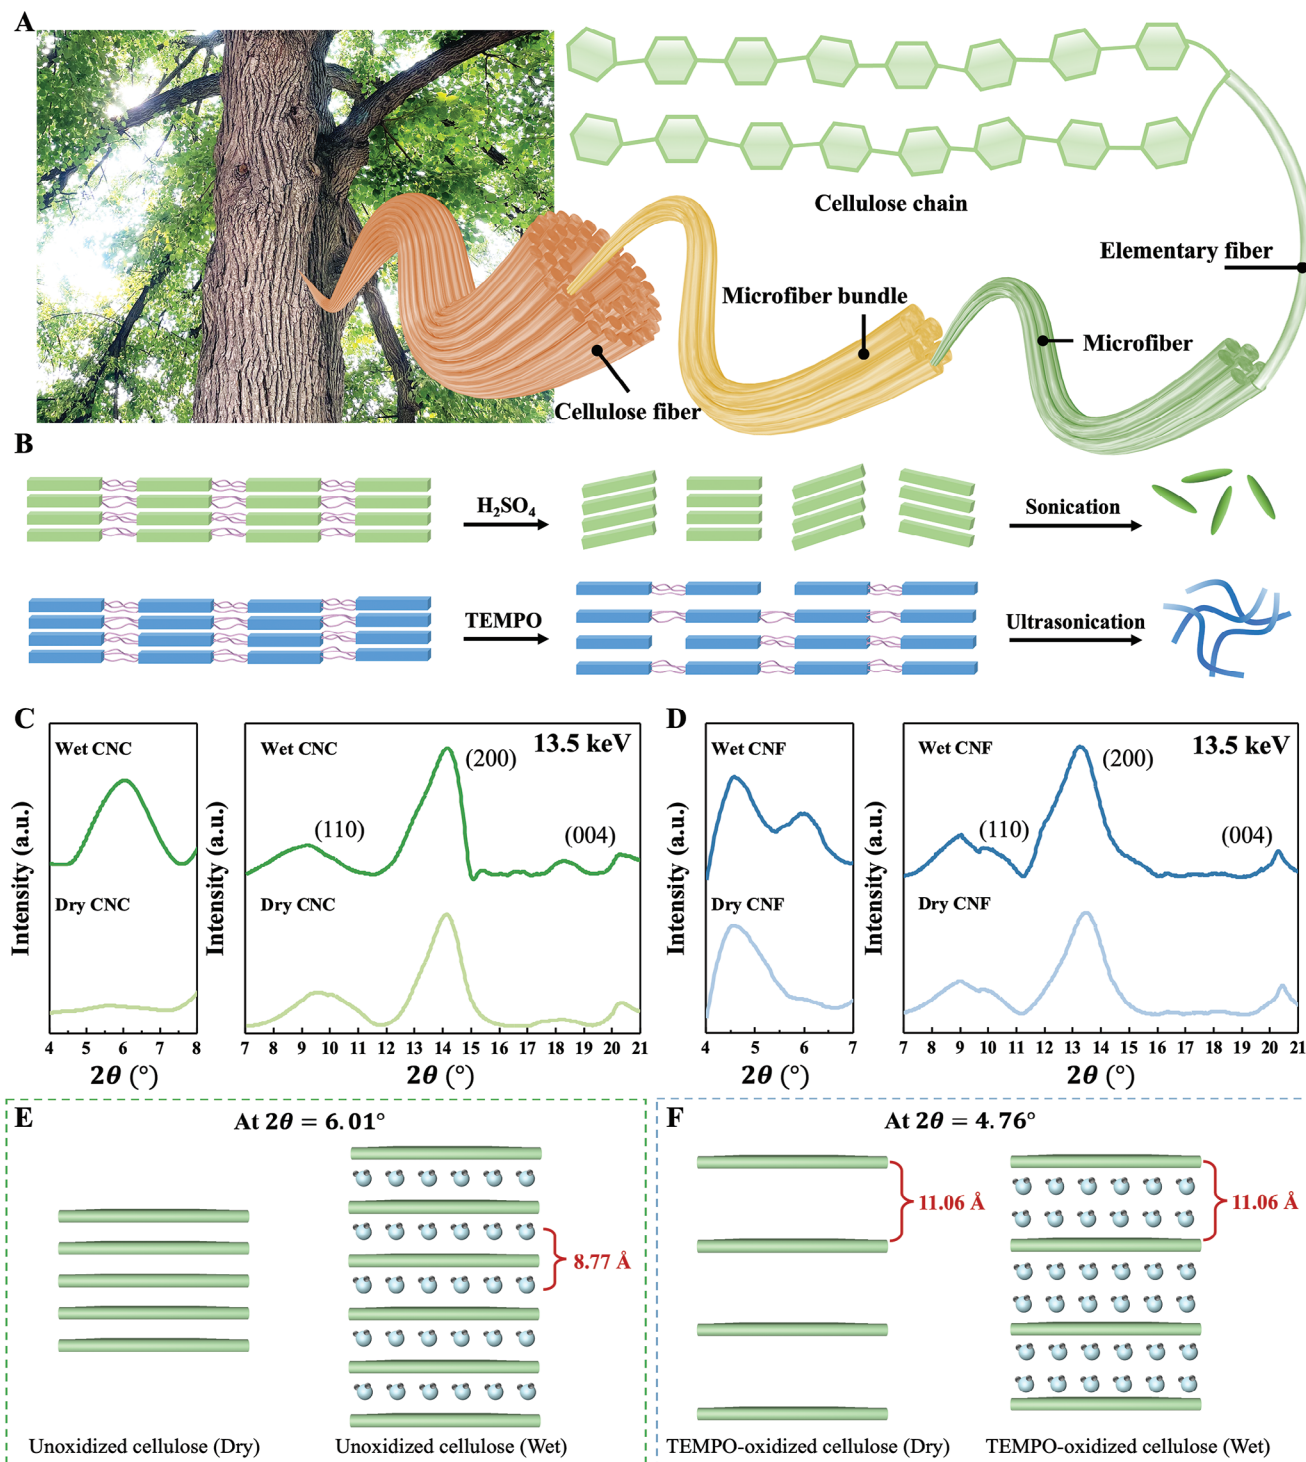 A
Cellulose chain
Elementary fiber
Microfiber bundle
Microfiber
Cellulose fiber
B
H₂SO₄
Sonication
TEMPO
Ultrasonication
C
Wet CNC
Dry CNC
Intensity (a.u.)
4 5 6 7 8
2θ (°)
Wet CNC
13.5 keV
(200)
(110)
(004)
Dry CNC
Intensity (a.u.)
7 8 9 10 11 12 13 14 15 16 17 18 19 20 21
2θ (°)
D
Wet CNF
Dry CNF
Intensity (a.u.)
4 5 6 7
2θ (°)
Wet CNF
13.5 keV
(200)
(110)
(004)
Dry CNF
Intensity (a.u.)
7 8 9 10 11 12 13 14 15 16 17 18 19 20 21
2θ (°)
E
At 2θ = 6.01°
8.77 Å
Unoxidized cellulose (Dry)
Unoxidized cellulose (Wet)
F
At 2θ = 4.76°
11.06 Å
11.06 Å
TEMPO-oxidized cellulose (Dry)
TEMPO-oxidized cellulose (Wet)